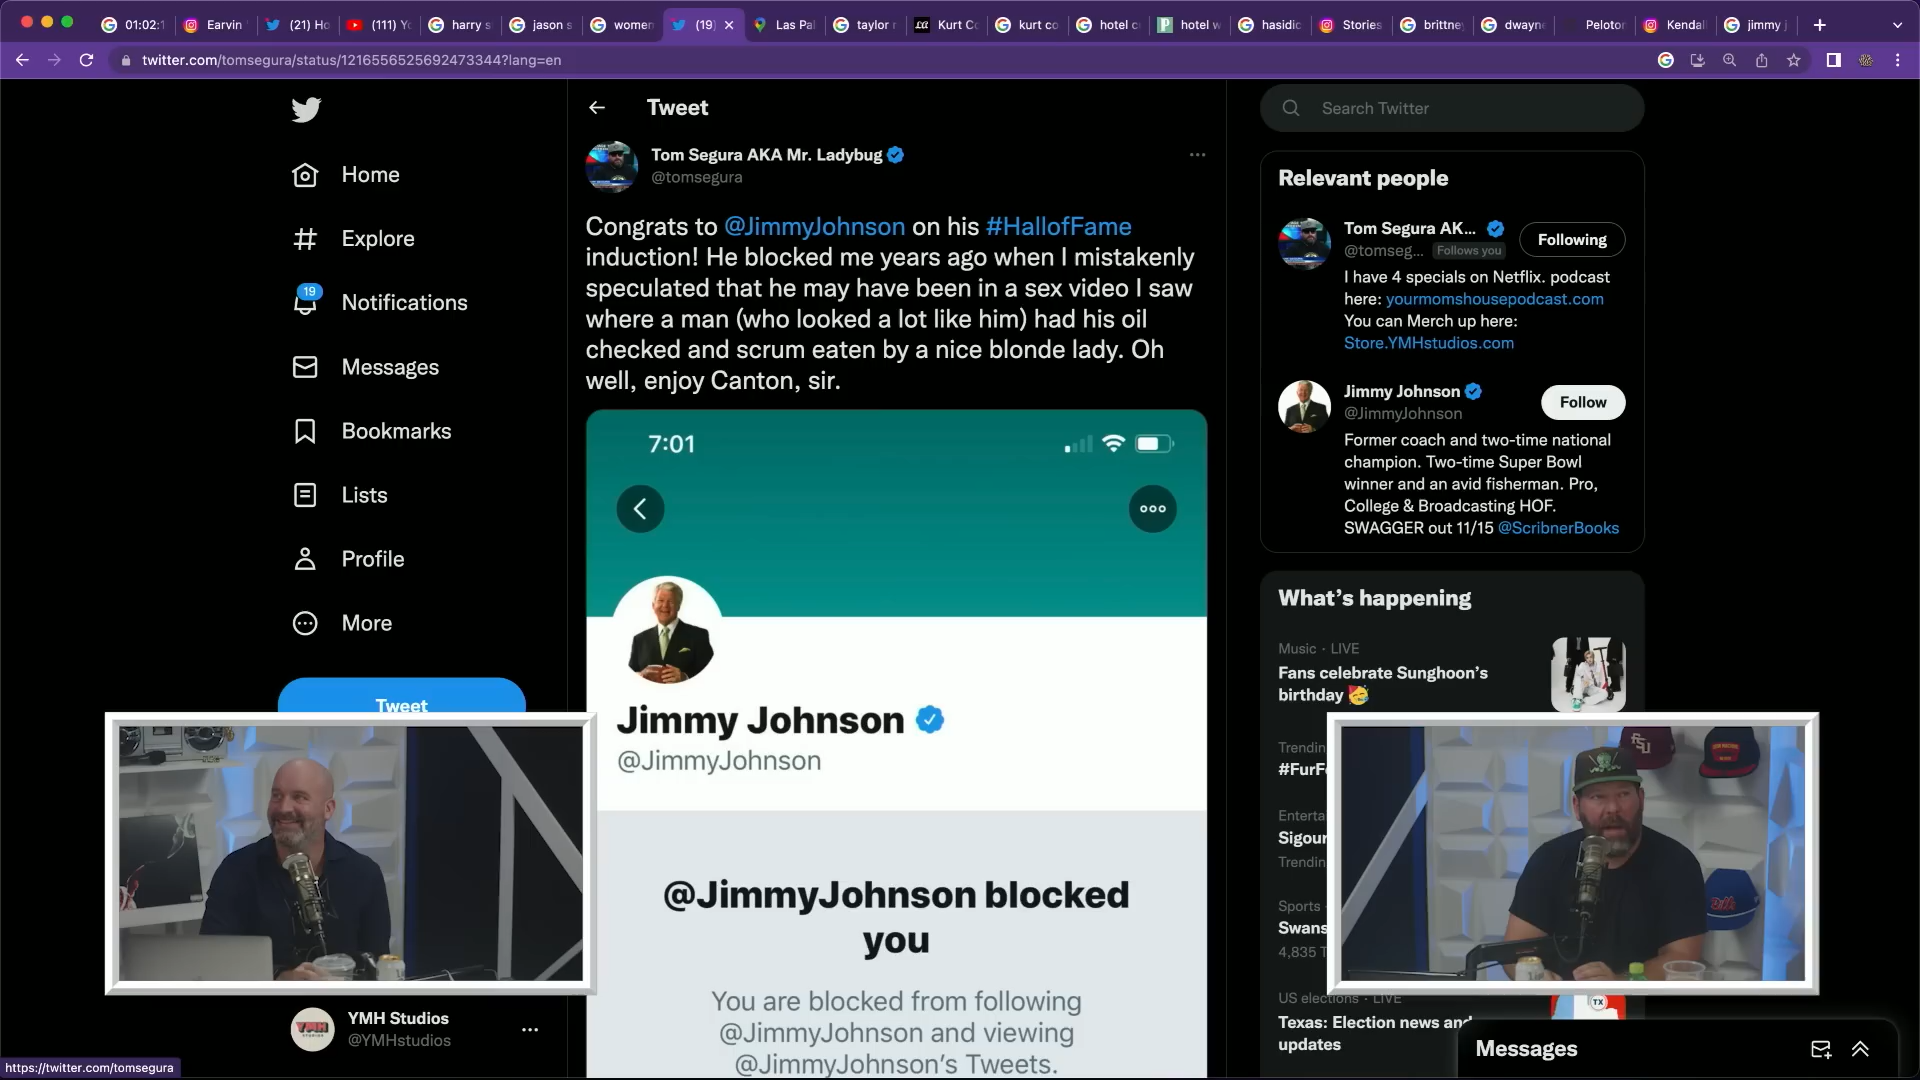 01:02:1
Earvin
(21) Ho
(111) Yo
harry s
jason s
women
(19)
Las Pal
taylor r
Kurt Co
kurt co
hotel c
hotel w
hasidic
Stories
brittney
dwayne
Peloton
Kendal
jimmy j
twitter.com/tomsegura/status/1216556525692473344?lang=en
Home
Explore
19
Notifications
Messages
Bookmarks
Lists
Profile
More
Tweet
YMH Studios
@YMHstudios
https://twitter.com/tomsegura
Tweet
Tom Segura AKA Mr. Ladybug
@tomsegura
Congrats to @JimmyJohnson on his #HallofFame
induction! He blocked me years ago when I mistakenly
speculated that he may have been in a sex video I saw
where a man (who looked a lot like him) had his oil
checked and scrum eaten by a nice blonde lady. Oh
well, enjoy Canton, sir.
7:01
Jimmy Johnson
@JimmyJohnson
@JimmyJohnson blocked
you
You are blocked from following
@JimmyJohnson and viewing
@JimmyJohnson's Tweets.
Search Twitter
Relevant people
Tom Segura AK...
Following
@tomseg... Follows you
I have 4 specials on Netflix. podcast
here: yourmomshousepodcast.com
You can Merch up here:
Store.YMHstudios.com
Jimmy Johnson
Follow
@JimmyJohnson
Former coach and two-time national
champion. Two-time Super Bowl
winner and an avid fisherman. Pro,
College & Broadcasting HOF.
SWAGGER out 11/15 @ScribnerBooks
What's happening
Music · LIVE
Fans celebrate Sunghoon's
birthday
Trending
#FurFe
Enterta
Sigour
Trendin
Sports ·
Swans
4,835 T
US elections · LIVE
Texas: Election news and
updates
TX
FSU
Messages